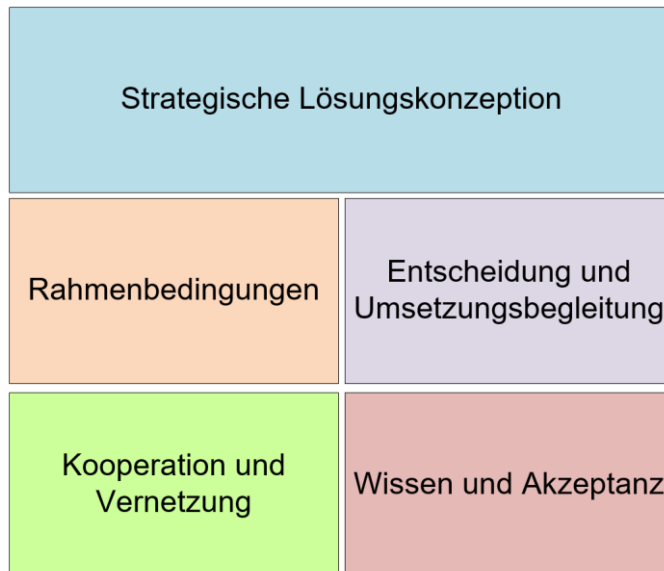 Strategische Lösungskonzeption
Rahmenbedingungen
Entscheidung und
Umsetzungsbegleitung
Kooperation und
Vernetzung
Wissen und Akzeptanz